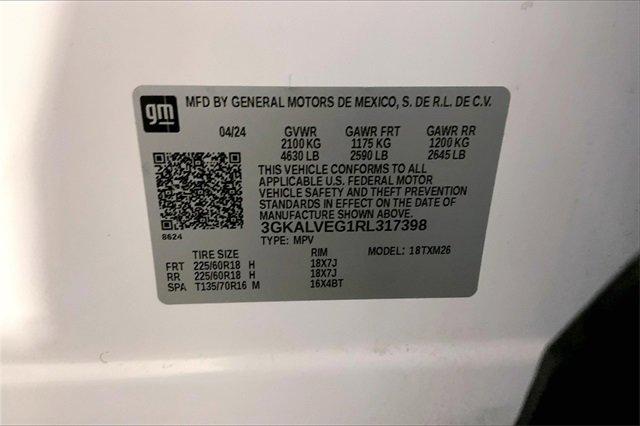 gm
MFD BY GENERAL MOTORS DE MEXICO, S. DE R.L. DE C.V.
04/24 GVWR GAWR FRT GAWR RR
2100 KG 1175 KG 1200 KG
4630 LB 2590 LB 2645 LB
THIS VEHICLE CONFORMS TO ALL
APPLICABLE U.S. FEDERAL MOTOR
VEHICLE SAFETY AND THEFT PREVENTION
STANDARDS IN EFFECT ON THE DATE OF
MANUFACTURE SHOWN ABOVE.
3GKALVEG1RL317398
8624
TYPE: MPV MODEL: 18TXM26
TIRE SIZE RIM
FRT 225/60R18 H 18X7J
RR 225/60R18 H 18X7J
SPA T135/70R16 M 16X4BT